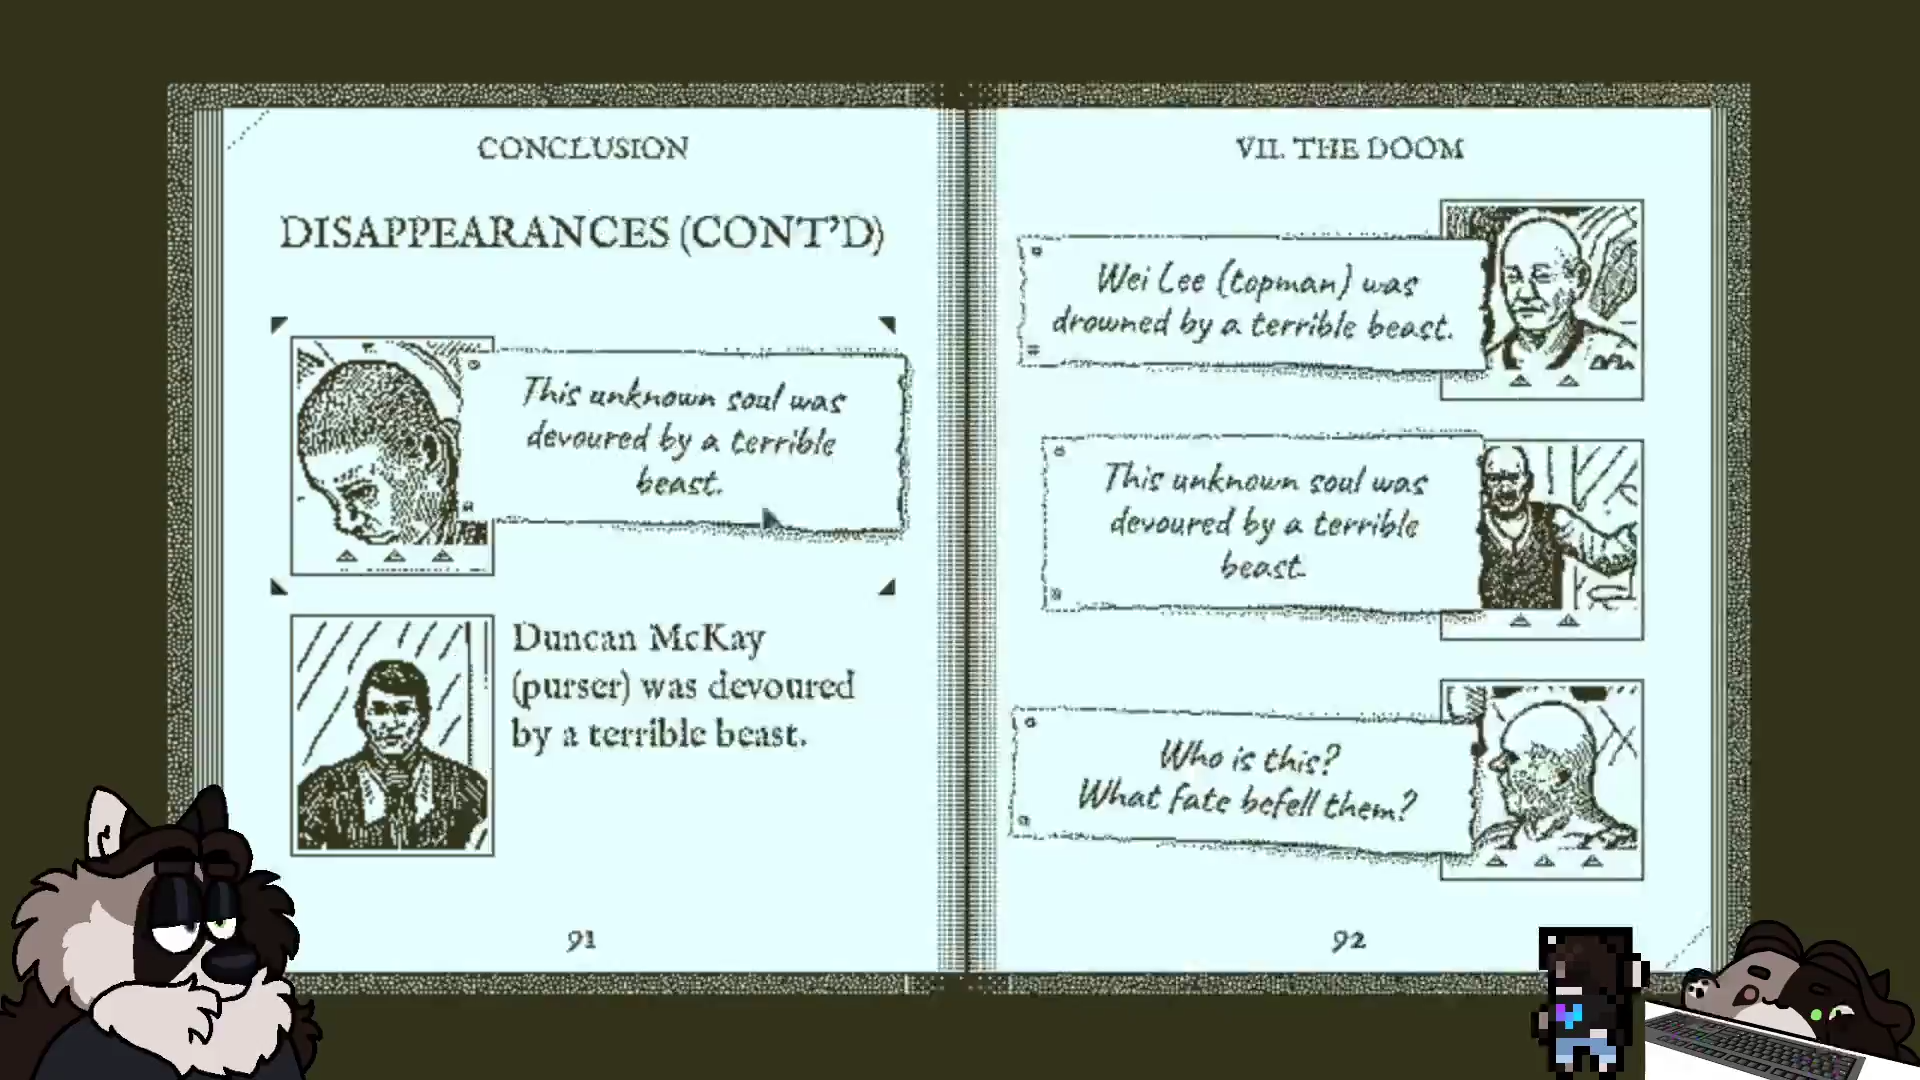 CONCLUSION
DISAPPEARANCES (CONT'D)
This unknown soul was
devoured by a terrible
beast.
Duncan McKay
(purser) was devoured
by a terrible beast.
91
VII. THE DOOM
Wei Lee (topman) was
drowned by a terrible beast.
This unknown soul was
devoured by a terrible
beast.
Who is this?
What fate befell them?
92